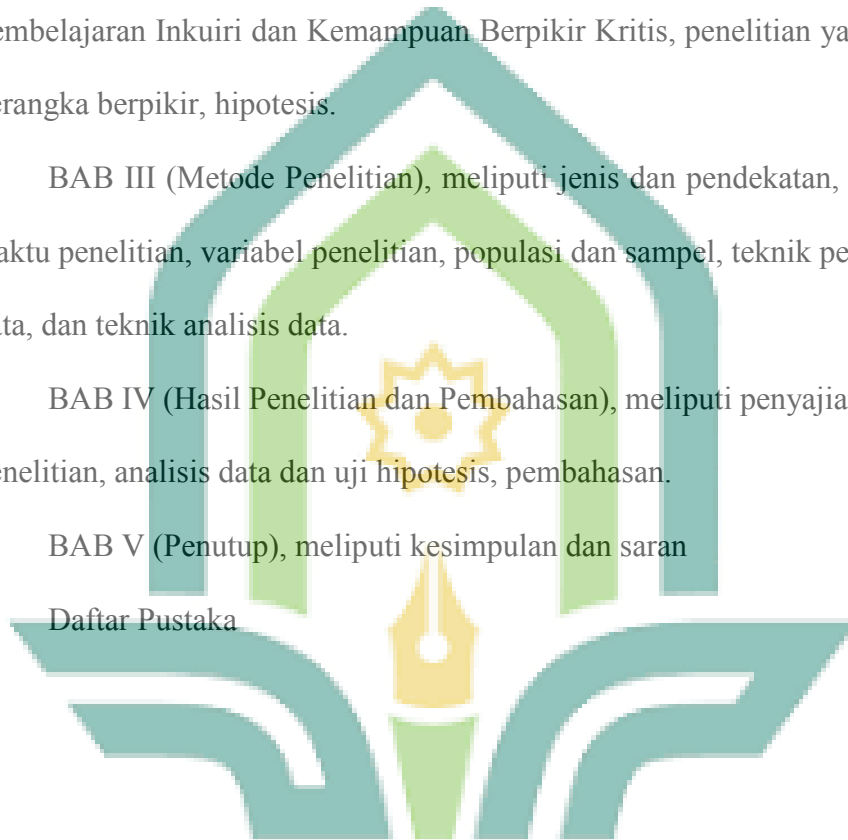 embelajaran Inkuiri dan Kemampuan Berpikir Kritis, penelitian ya
erangka berpikir, hipotesis.
BAB III (Metode Penelitian), meliputi jenis dan pendekatan,
aktu penelitian, variabel penelitian, populasi dan sampel, teknik pe
ata, dan teknik analisis data.
BAB IV (Hasil Penelitian dan Pembahasan), meliputi penyajia
enelitian, analisis data dan uji hipotesis, pembahasan.
BAB V (Penutup), meliputi kesimpulan dan saran
Daftar Pustaka